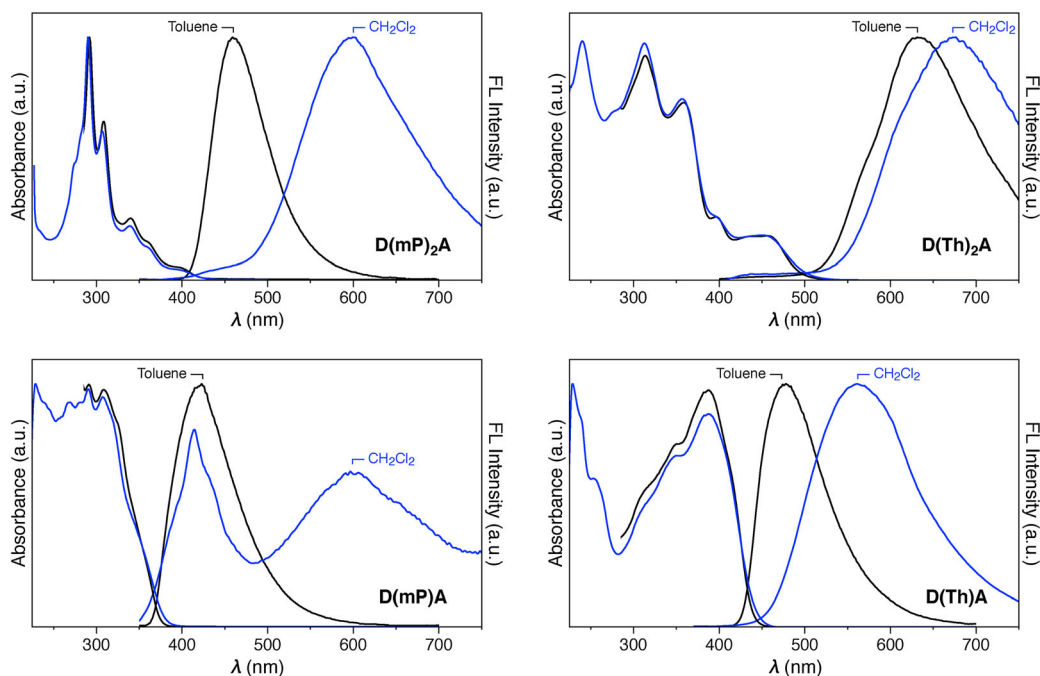 Toluene
CH2Cl2
Absorbance (a.u.)
FL Intensity (a.u.)
D(mP)2A
300 400 500 600 700
λ (nm)
Toluene
CH2Cl2
Absorbance (a.u.)
FL Intensity (a.u.)
D(Th)2A
300 400 500 600 700
λ (nm)
Toluene
CH2Cl2
Absorbance (a.u.)
FL Intensity (a.u.)
D(mP)A
300 400 500 600 700
λ (nm)
Toluene
CH2Cl2
Absorbance (a.u.)
FL Intensity (a.u.)
D(Th)A
300 400 500 600 700
λ (nm)